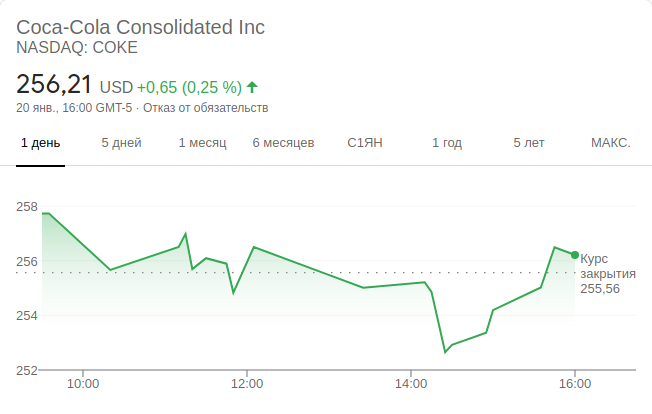 Coca-Cola Consolidated Inc
NASDAQ: COKE
256,21 USD +0,65 (0,25 %)
20 янв., 16:00 GMT-5 · Отказ от обязательств
1 день 5 дней 1 месяц 6 месяцев С1ЯН 1 год 5 лет МАКС.
258
256
254
252
Курс
закрытия
255,56
10:00 12:00 14:00 16:00